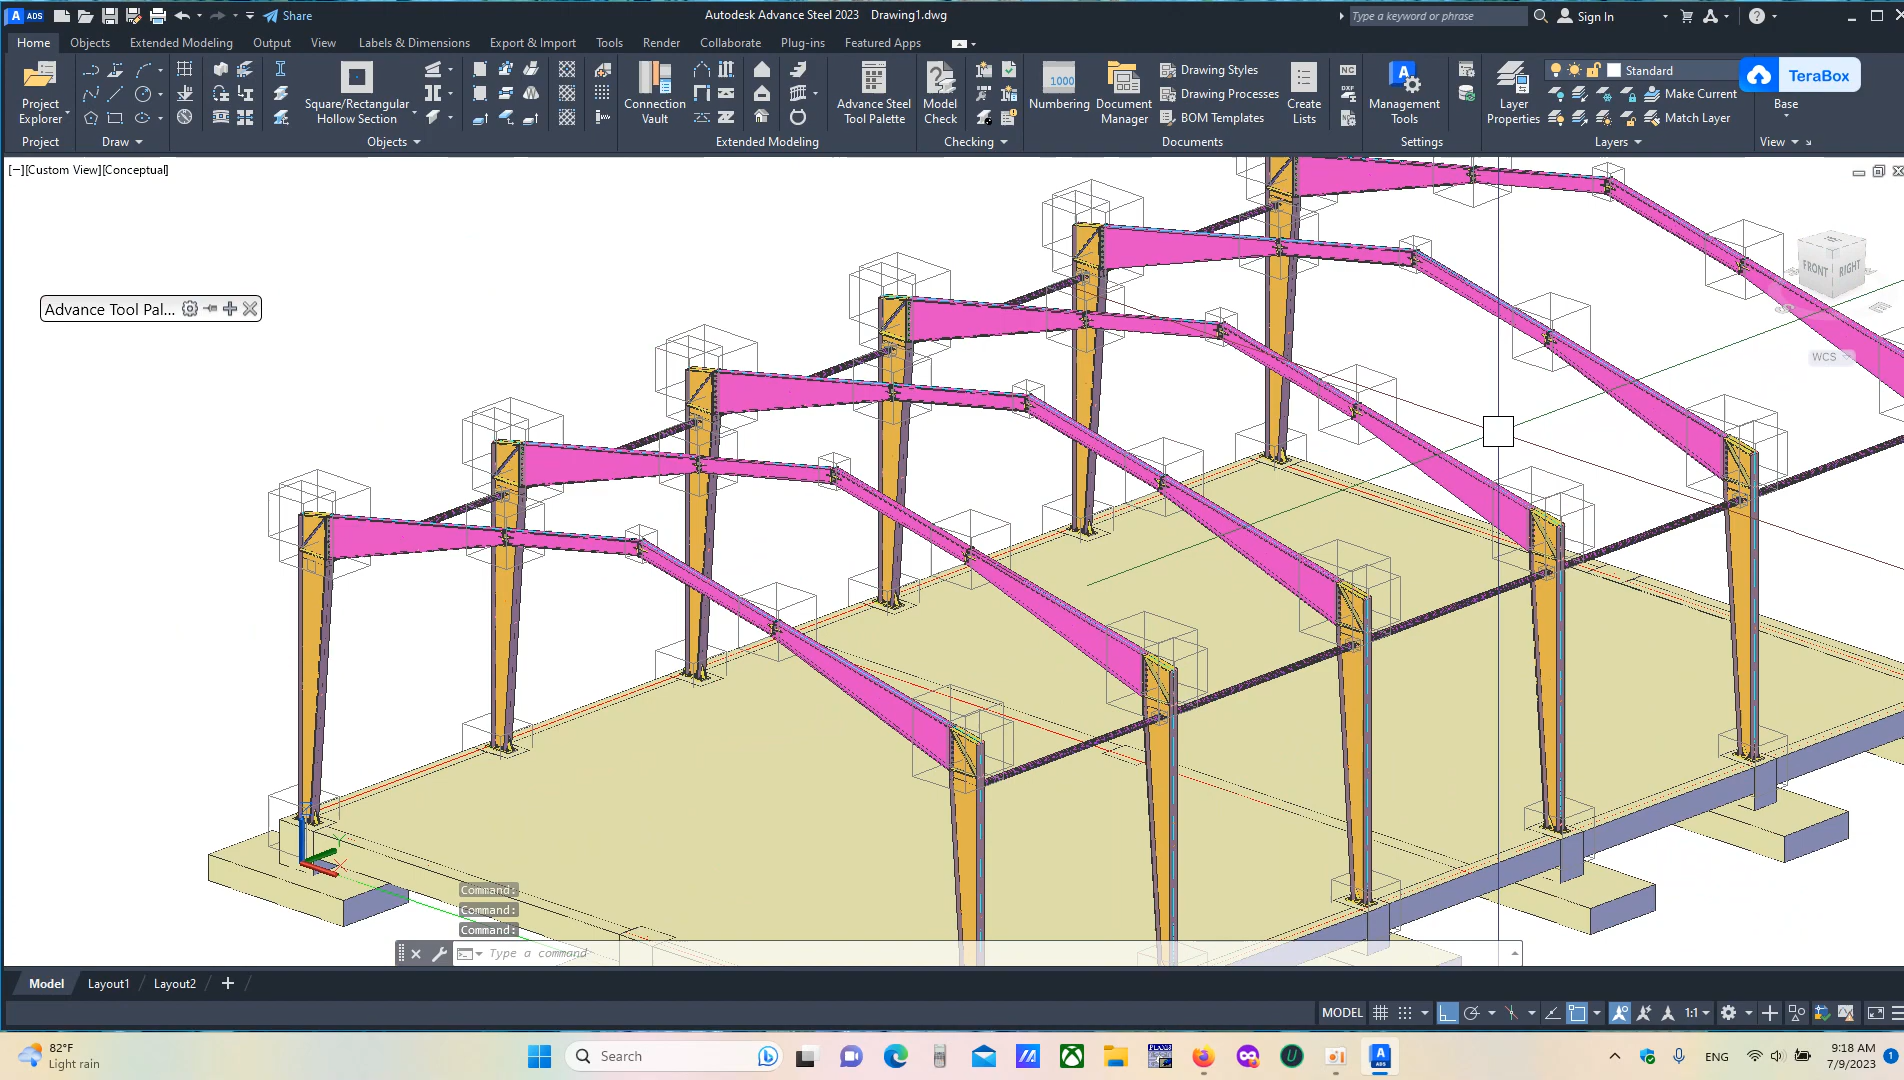 A ADS
Share
Autodesk Advance Steel 2023 Drawing1.dwg
Type a keyword or phrase
Sign In
Home Objects Extended Modeling Output View Labels & Dimensions Export & Import Tools Render Collaborate Plug-ins Featured Apps
Project Explorer
Project
Draw
Square/Rectangular Hollow Section
Objects
Connection Vault
Extended Modeling
Advance Steel Tool Palette
Model Check
Checking
1000
Numbering
Document Manager
Drawing Styles
Drawing Processes
BOM Templates
Create Lists
Documents
NC
DXF
Management Tools
Settings
Layer Properties
Standard
Make Current
Match Layer
Layers
TeraBox
Base
View
[−][Custom View][Conceptual]
Advance Tool Pal...
FRONT RIGHT
WCS
Y
X
Command:
Command:
Command:
Type a command
Model Layout1 Layout2 +
MODEL
1:1
82°F
Light rain
Search
ENG
9:18 AM
7/9/2023
1